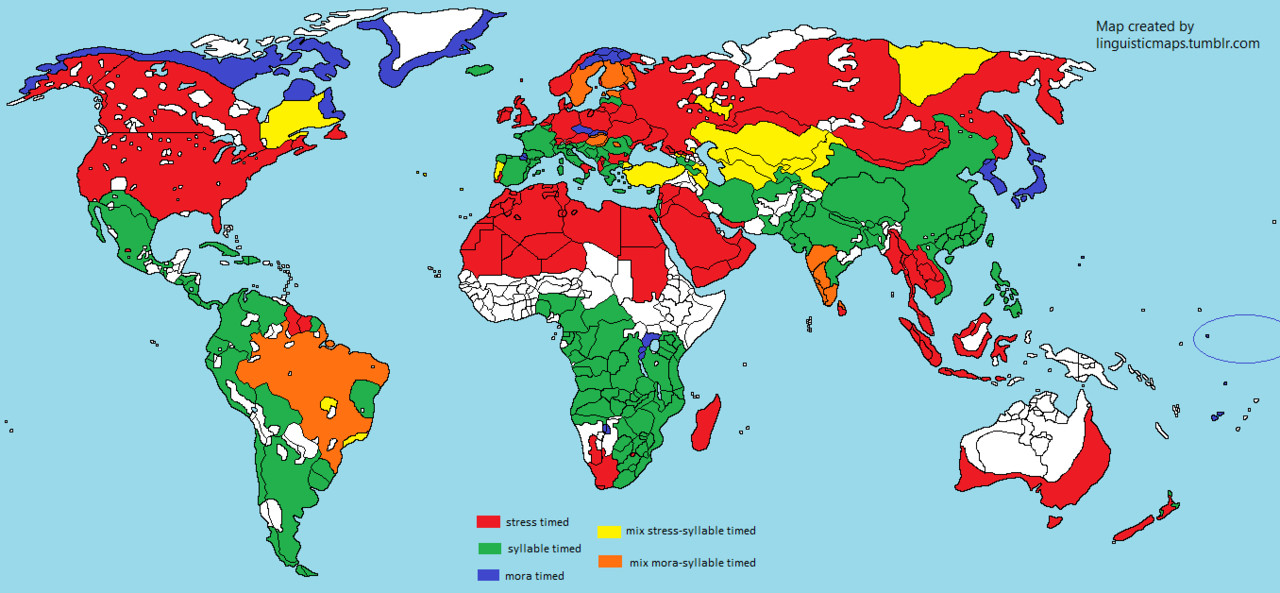 Map created by
linguisticmaps.tumblr.com
stress timed
syllable timed
mora timed
mix stress-syllable timed
mix mora-syllable timed